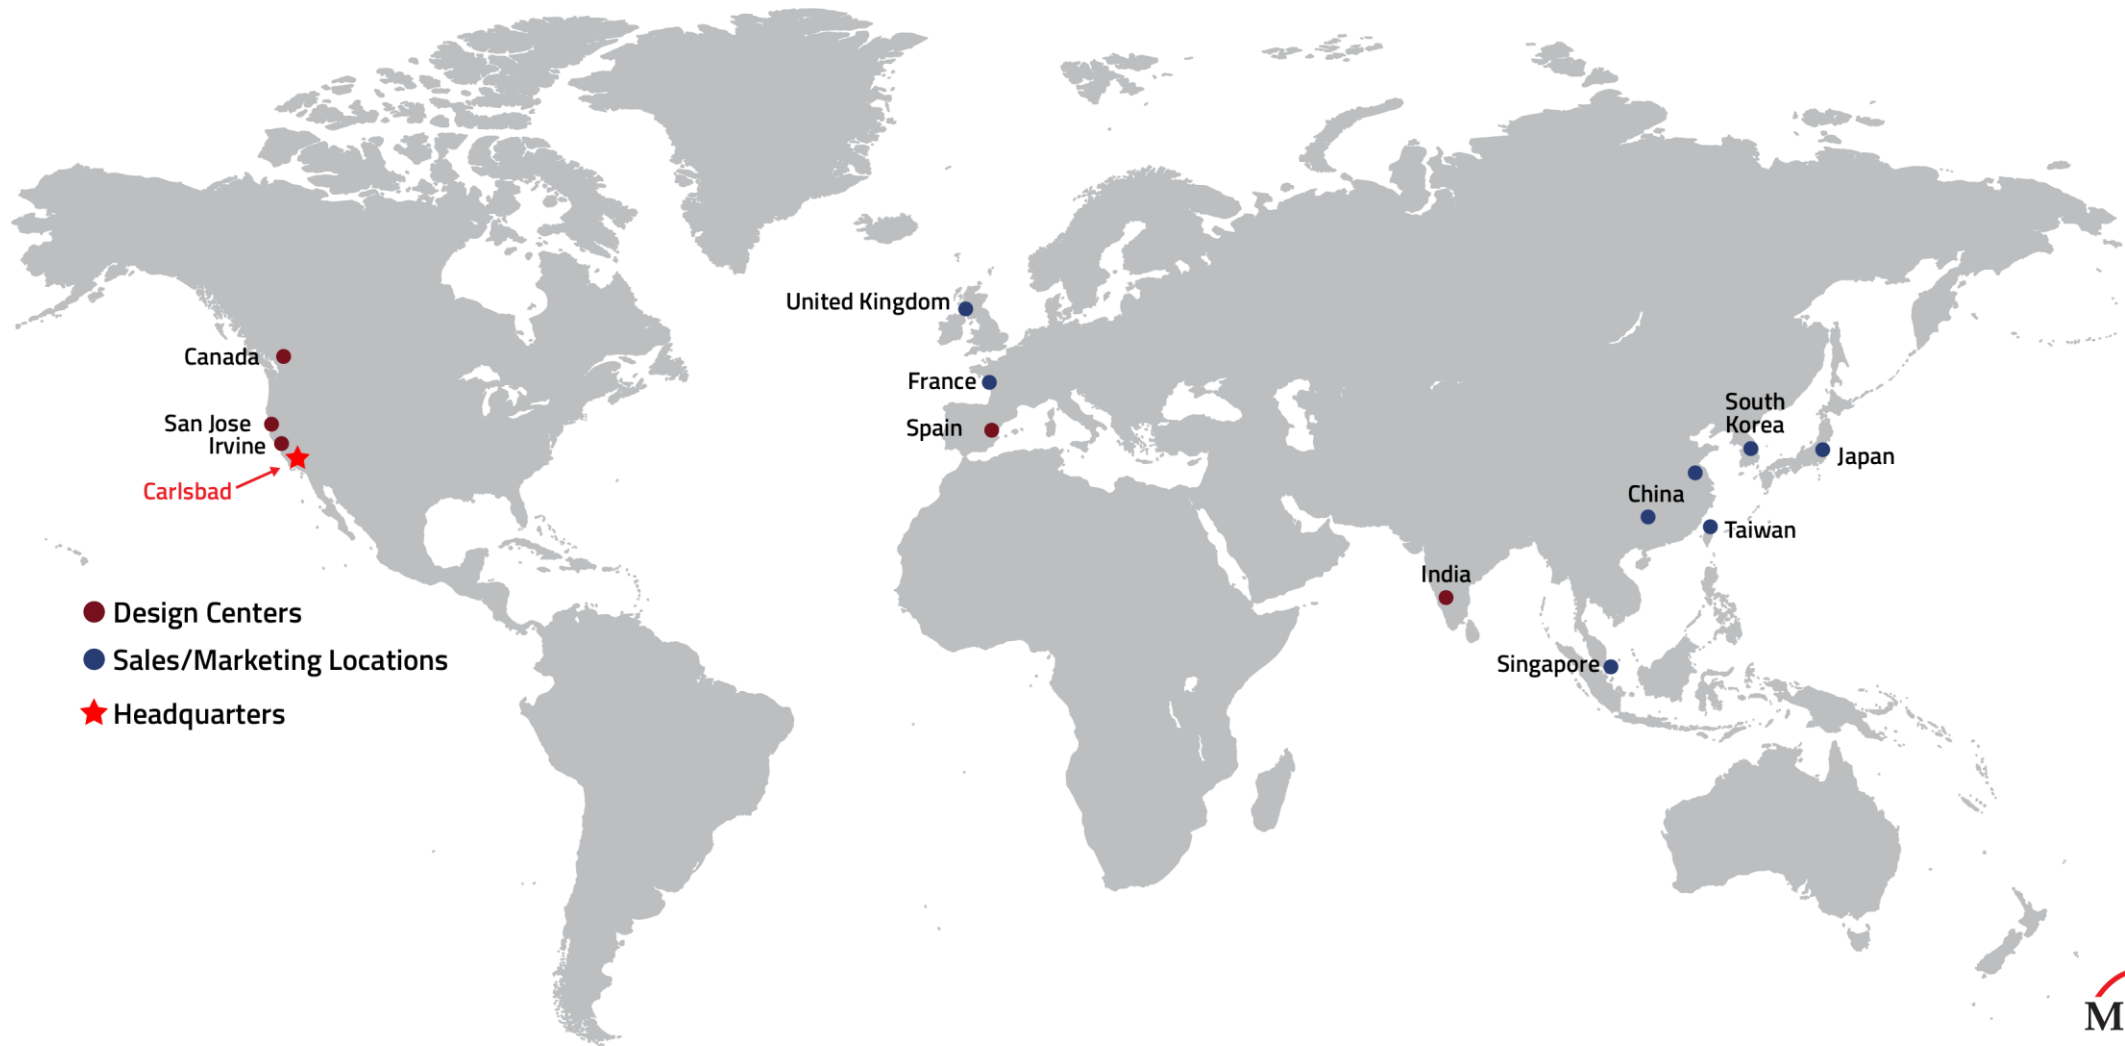 United Kingdom
Canada
France
South
Korea
San Jose
Spain
Irvine
Japan
Carlsbad
China
Taiwan
India
Design Centers
Sales/Marketing Locations
Singapore
Headquarters
M